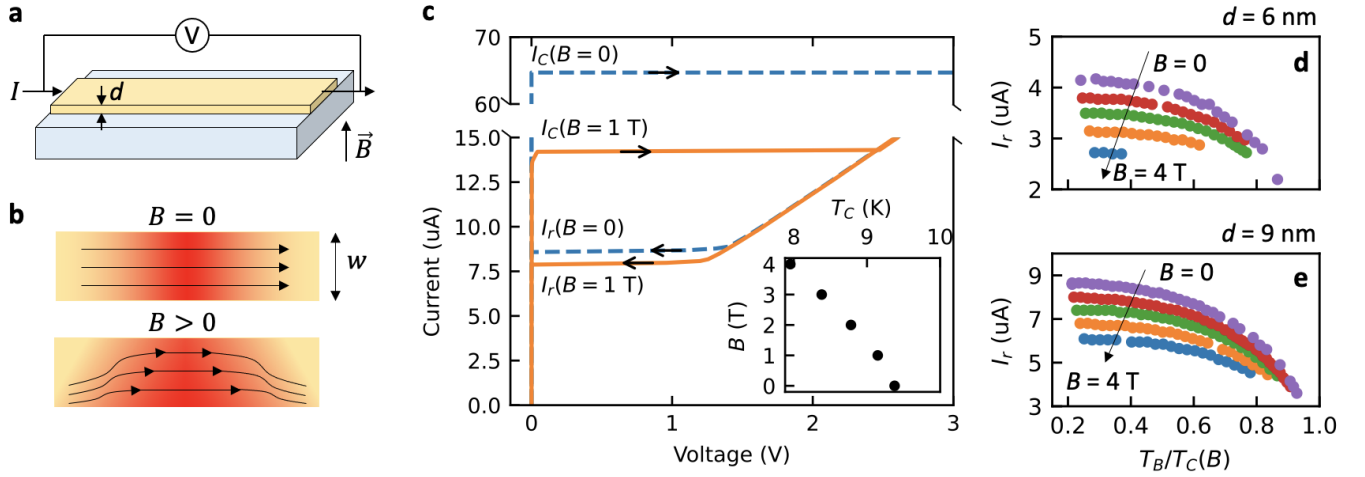 a
V
I
d
B⃗
b
B = 0
w
B > 0
c
70
I_C(B = 0)
60
15.0
I_C(B = 1 T)
12.5
10.0
I_r(B = 0)
7.5
I_r(B = 1 T)
5.0
2.5
0.0
Current (uA)
0
1
2
3
Voltage (V)
T_C (K)
8
9
10
4
3
2
1
0
B (T)
d = 6 nm
d
5
4
3
2
I_r (uA)
B = 0
B = 4 T
d = 9 nm
e
9
7
5
3
I_r (uA)
B = 0
B = 4 T
0.2
0.4
0.6
0.8
1.0
T_B/T_C(B)